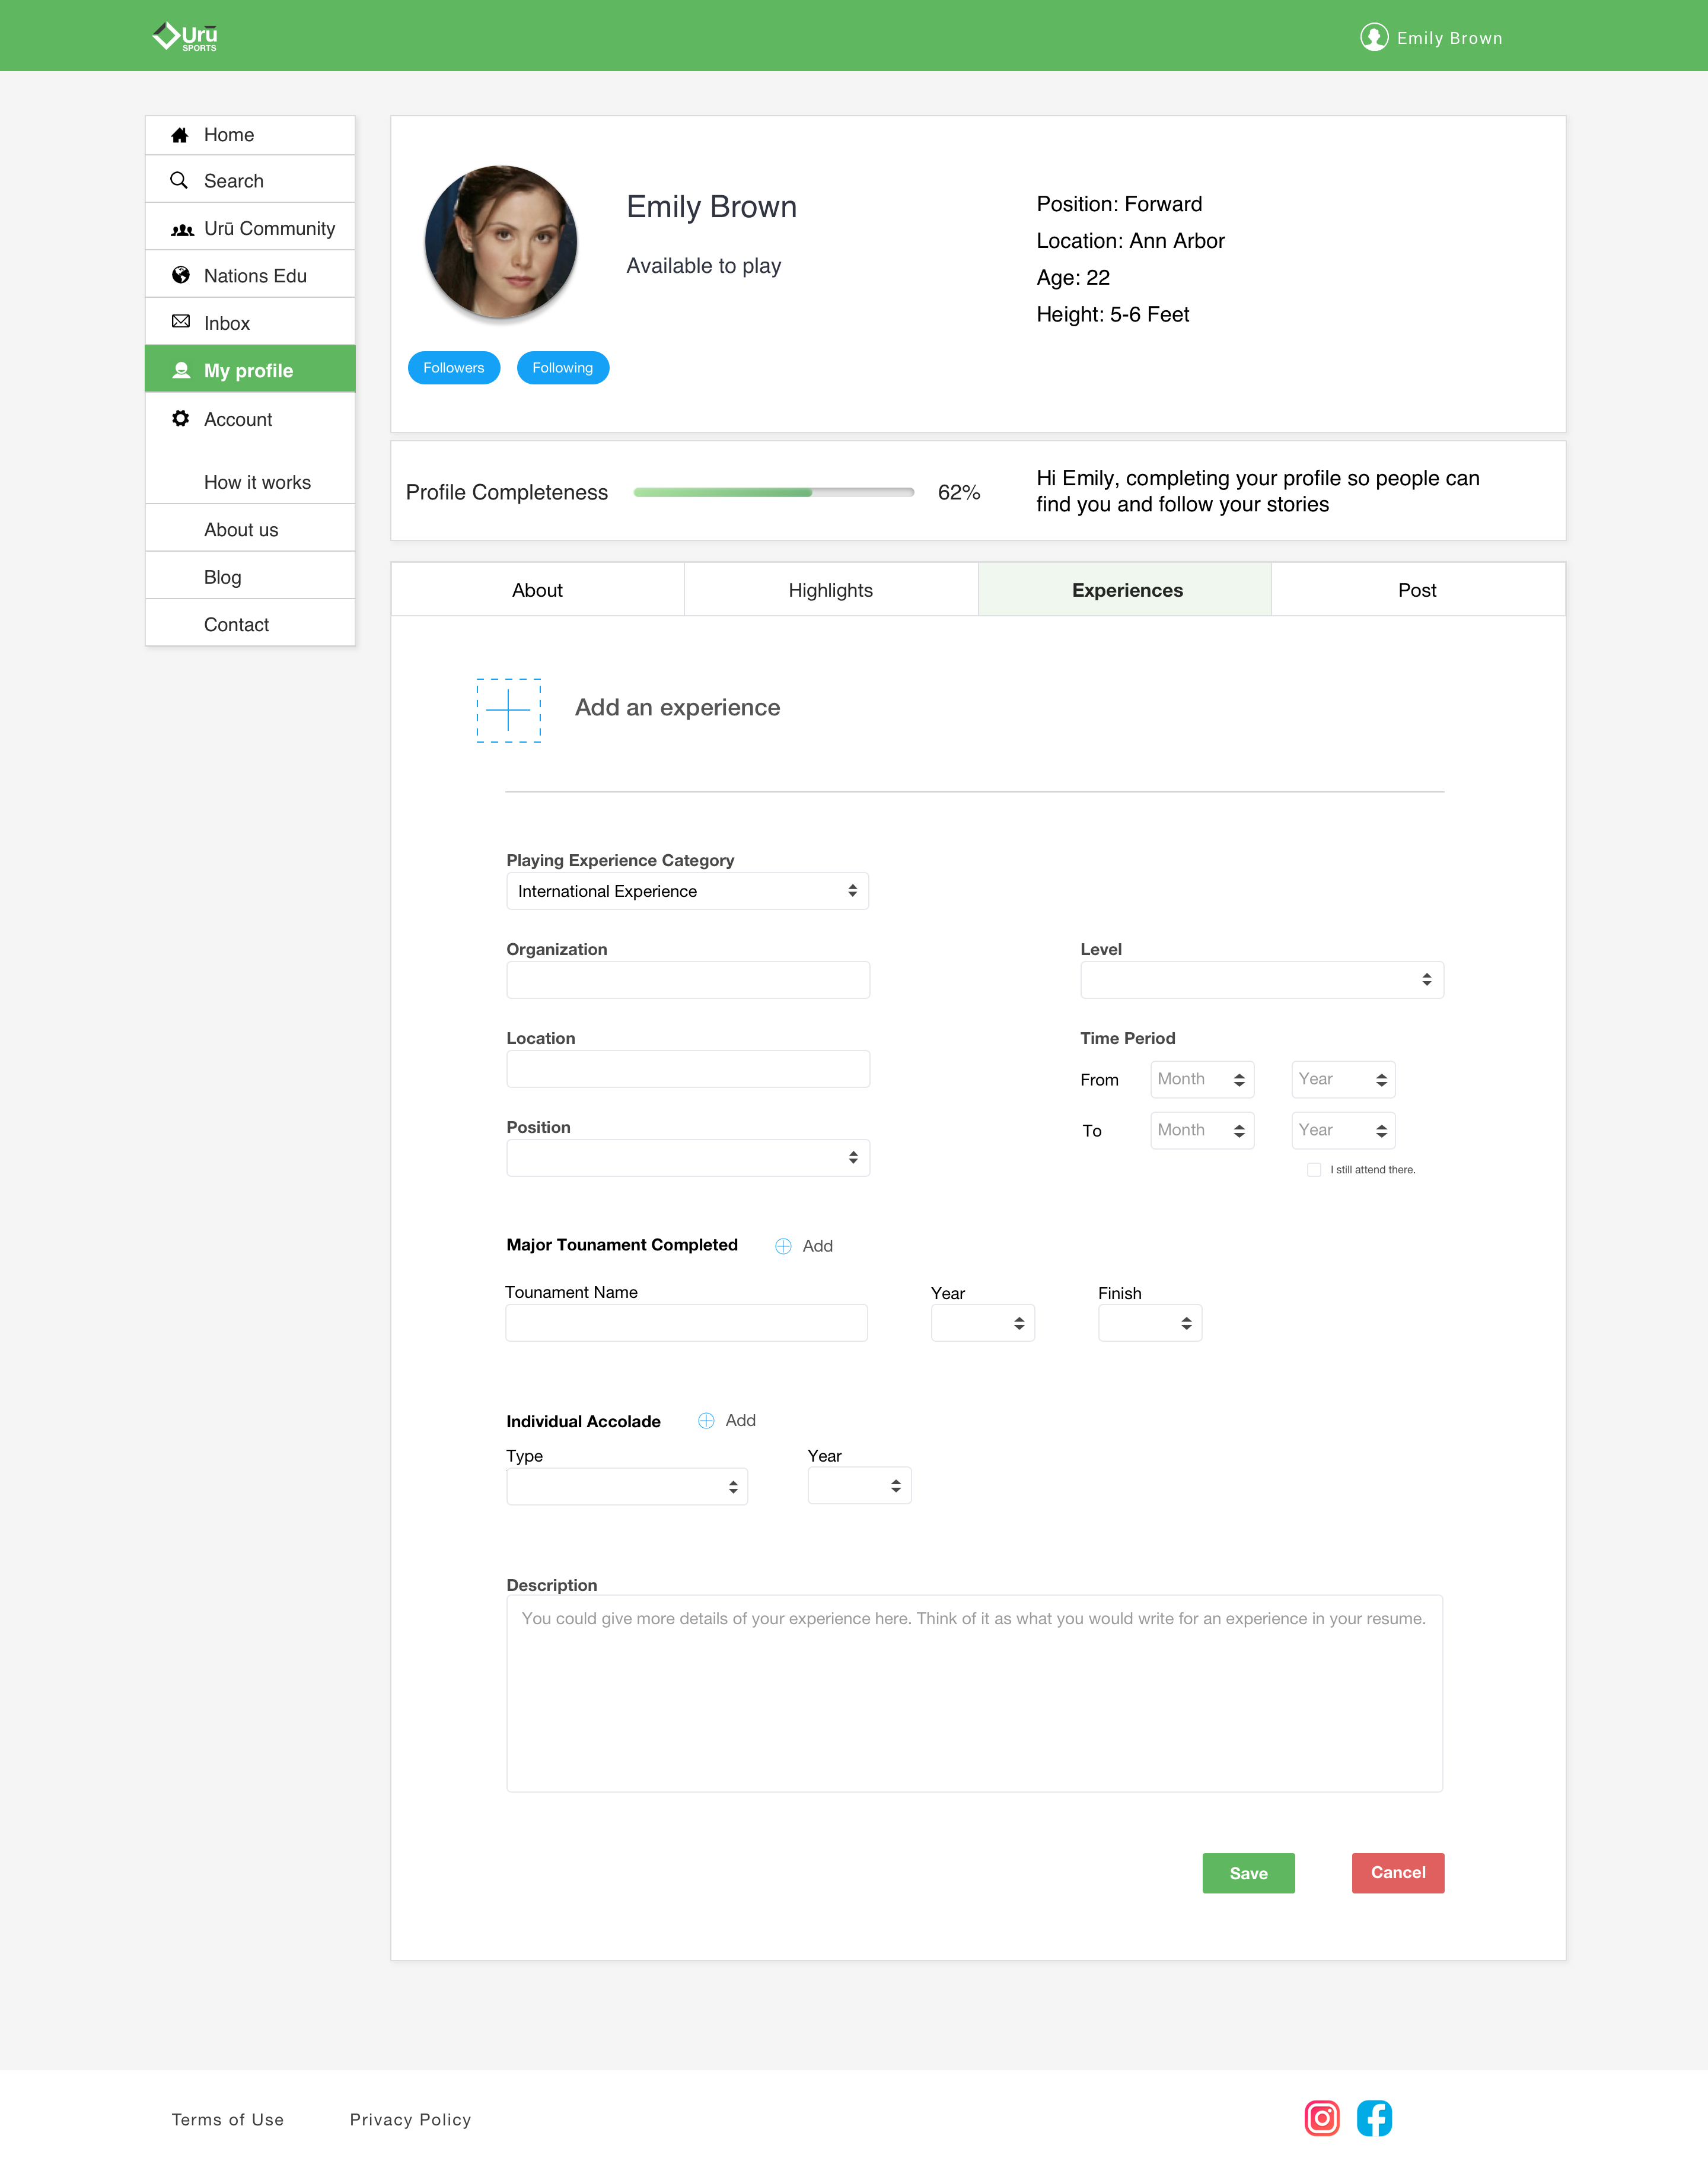 Urū
SPORTS
Emily Brown
Home
Search
Urū Community
Nations Edu
Inbox
My profile
Account
How it works
About us
Blog
Contact
Emily Brown
Available to play
Followers
Following
Position: Forward
Location: Ann Arbor
Age: 22
Height: 5-6 Feet
Profile Completeness
62%
Hi Emily, completing your profile so people can
find you and follow your stories
About
Highlights
Experiences
Post
Add an experience
Playing Experience Category
International Experience
Organization
Level
Location
Time Period
From
Month
Year
To
Month
Year
I still attend there.
Position
Major Tounament Completed
Add
Tounament Name
Year
Finish
Individual Accolade
Add
Type
Year
Description
You could give more details of your experience here. Think of it as what you would write for an experience in your resume.
Save
Cancel
Terms of Use
Privacy Policy